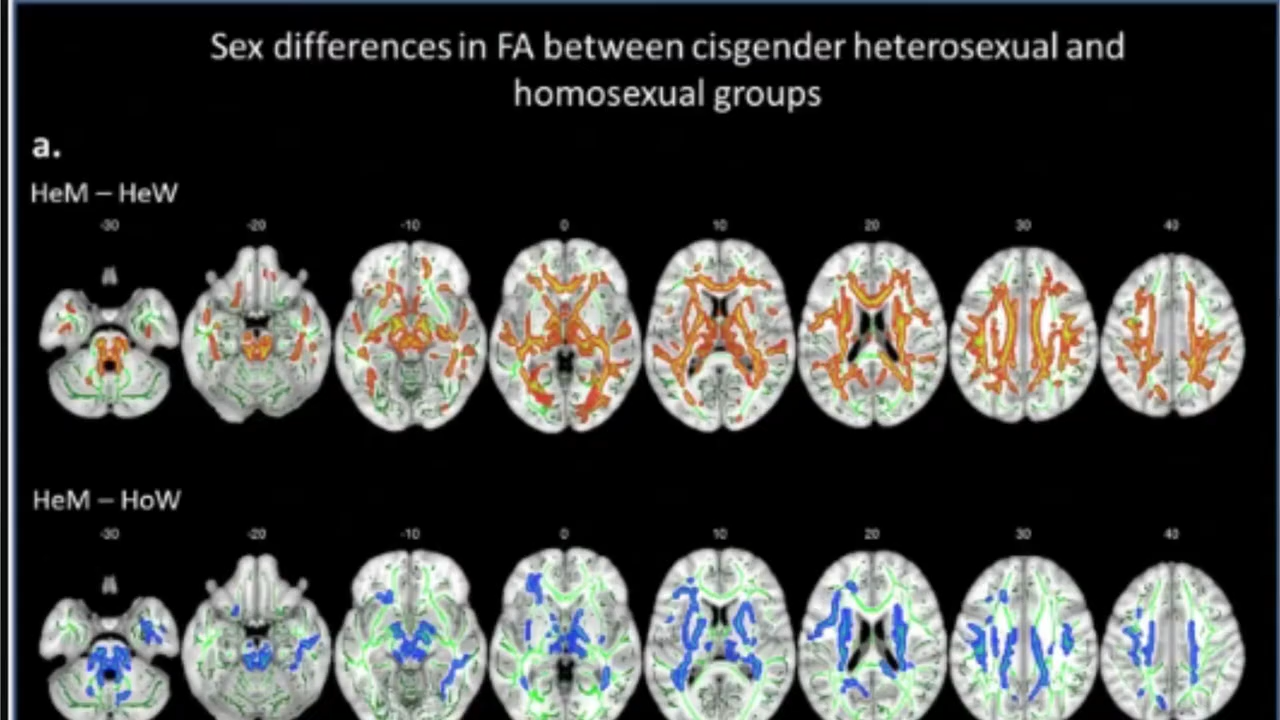 Sex differences in FA between cisgender heterosexual and
homosexual groups
a.
HeM – HeW
-30 -20 -10 0 10 20 30 40
HeM – HoW
-30 -20 -10 0 10 20 30 40